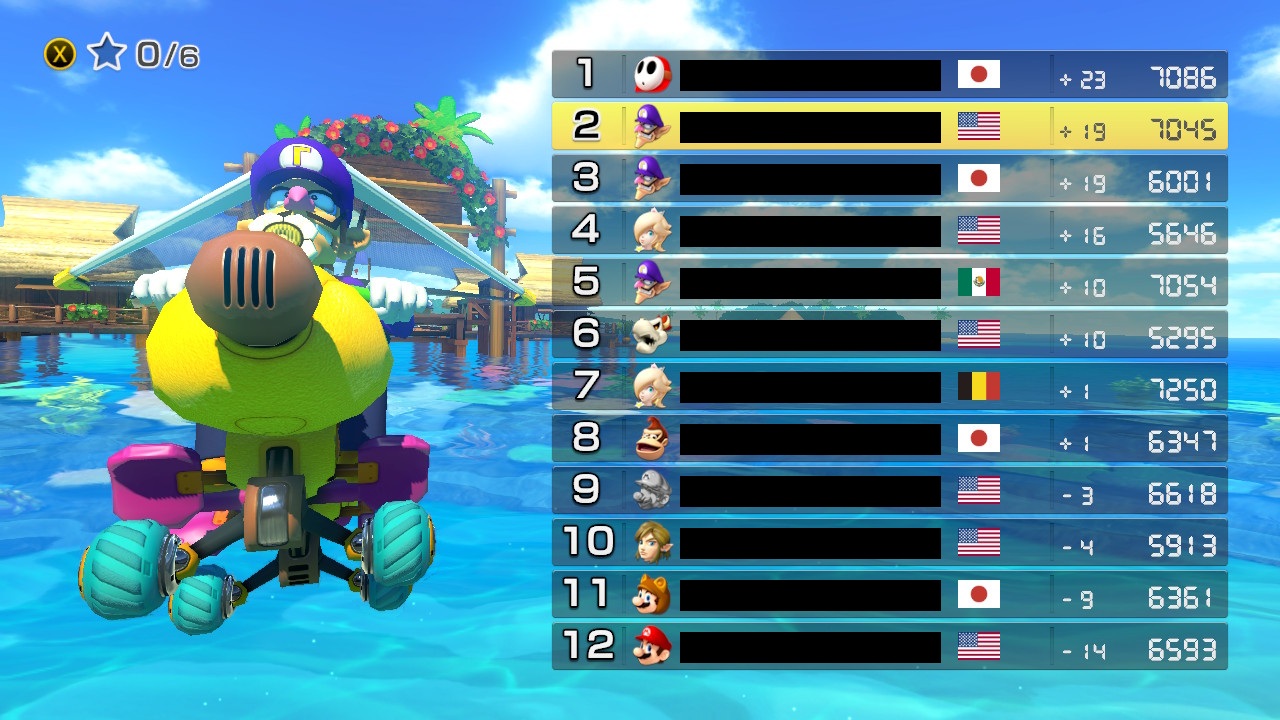 X 0/6
1 + 23 7086
2 + 19 7045
3 + 19 6001
4 + 16 5646
5 + 10 7054
6 + 10 5295
7 + 1 7250
8 + 1 6347
9 - 3 6618
10 - 4 5913
11 - 9 6361
12 - 14 6593